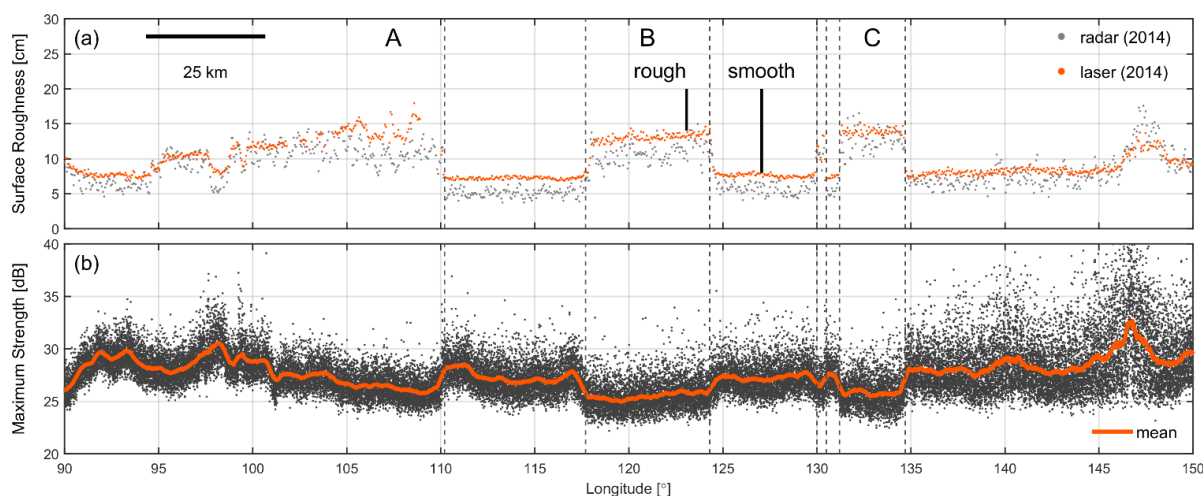 Surface Roughness [cm]
30
25
20
15
10
5
0
(a)
25 km
A
B
C
rough
smooth
radar (2014)
laser (2014)
Maximum Strength [dB]
40
35
30
25
20
(b)
mean
90
95
100
105
110
115
120
125
130
135
140
145
150
Longitude [°]